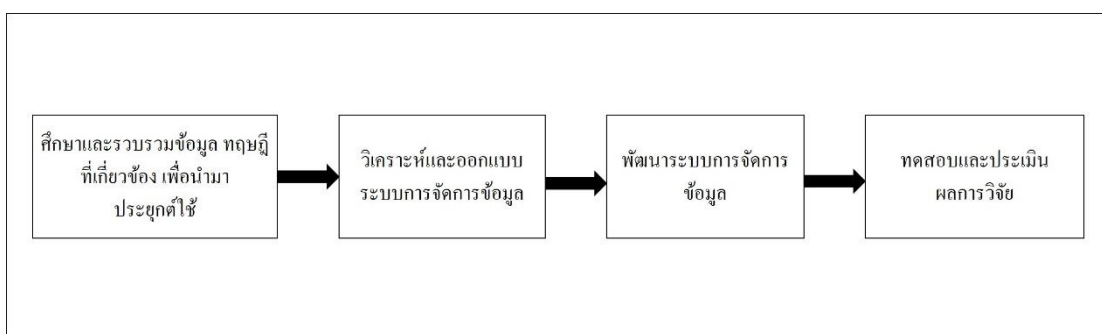 ศึกษาและรวบรวมข้อมูล ทฤษฎี
ที่เกี่ยวข้อง เพื่อนำมา
ประยุกต์ใช้
วิเคราะห์และออกแบบ
ระบบการจัดการข้อมูล
พัฒนาระบบการจัดการ
ข้อมูล
ทดสอบและประเมิน
ผลการวิจัย